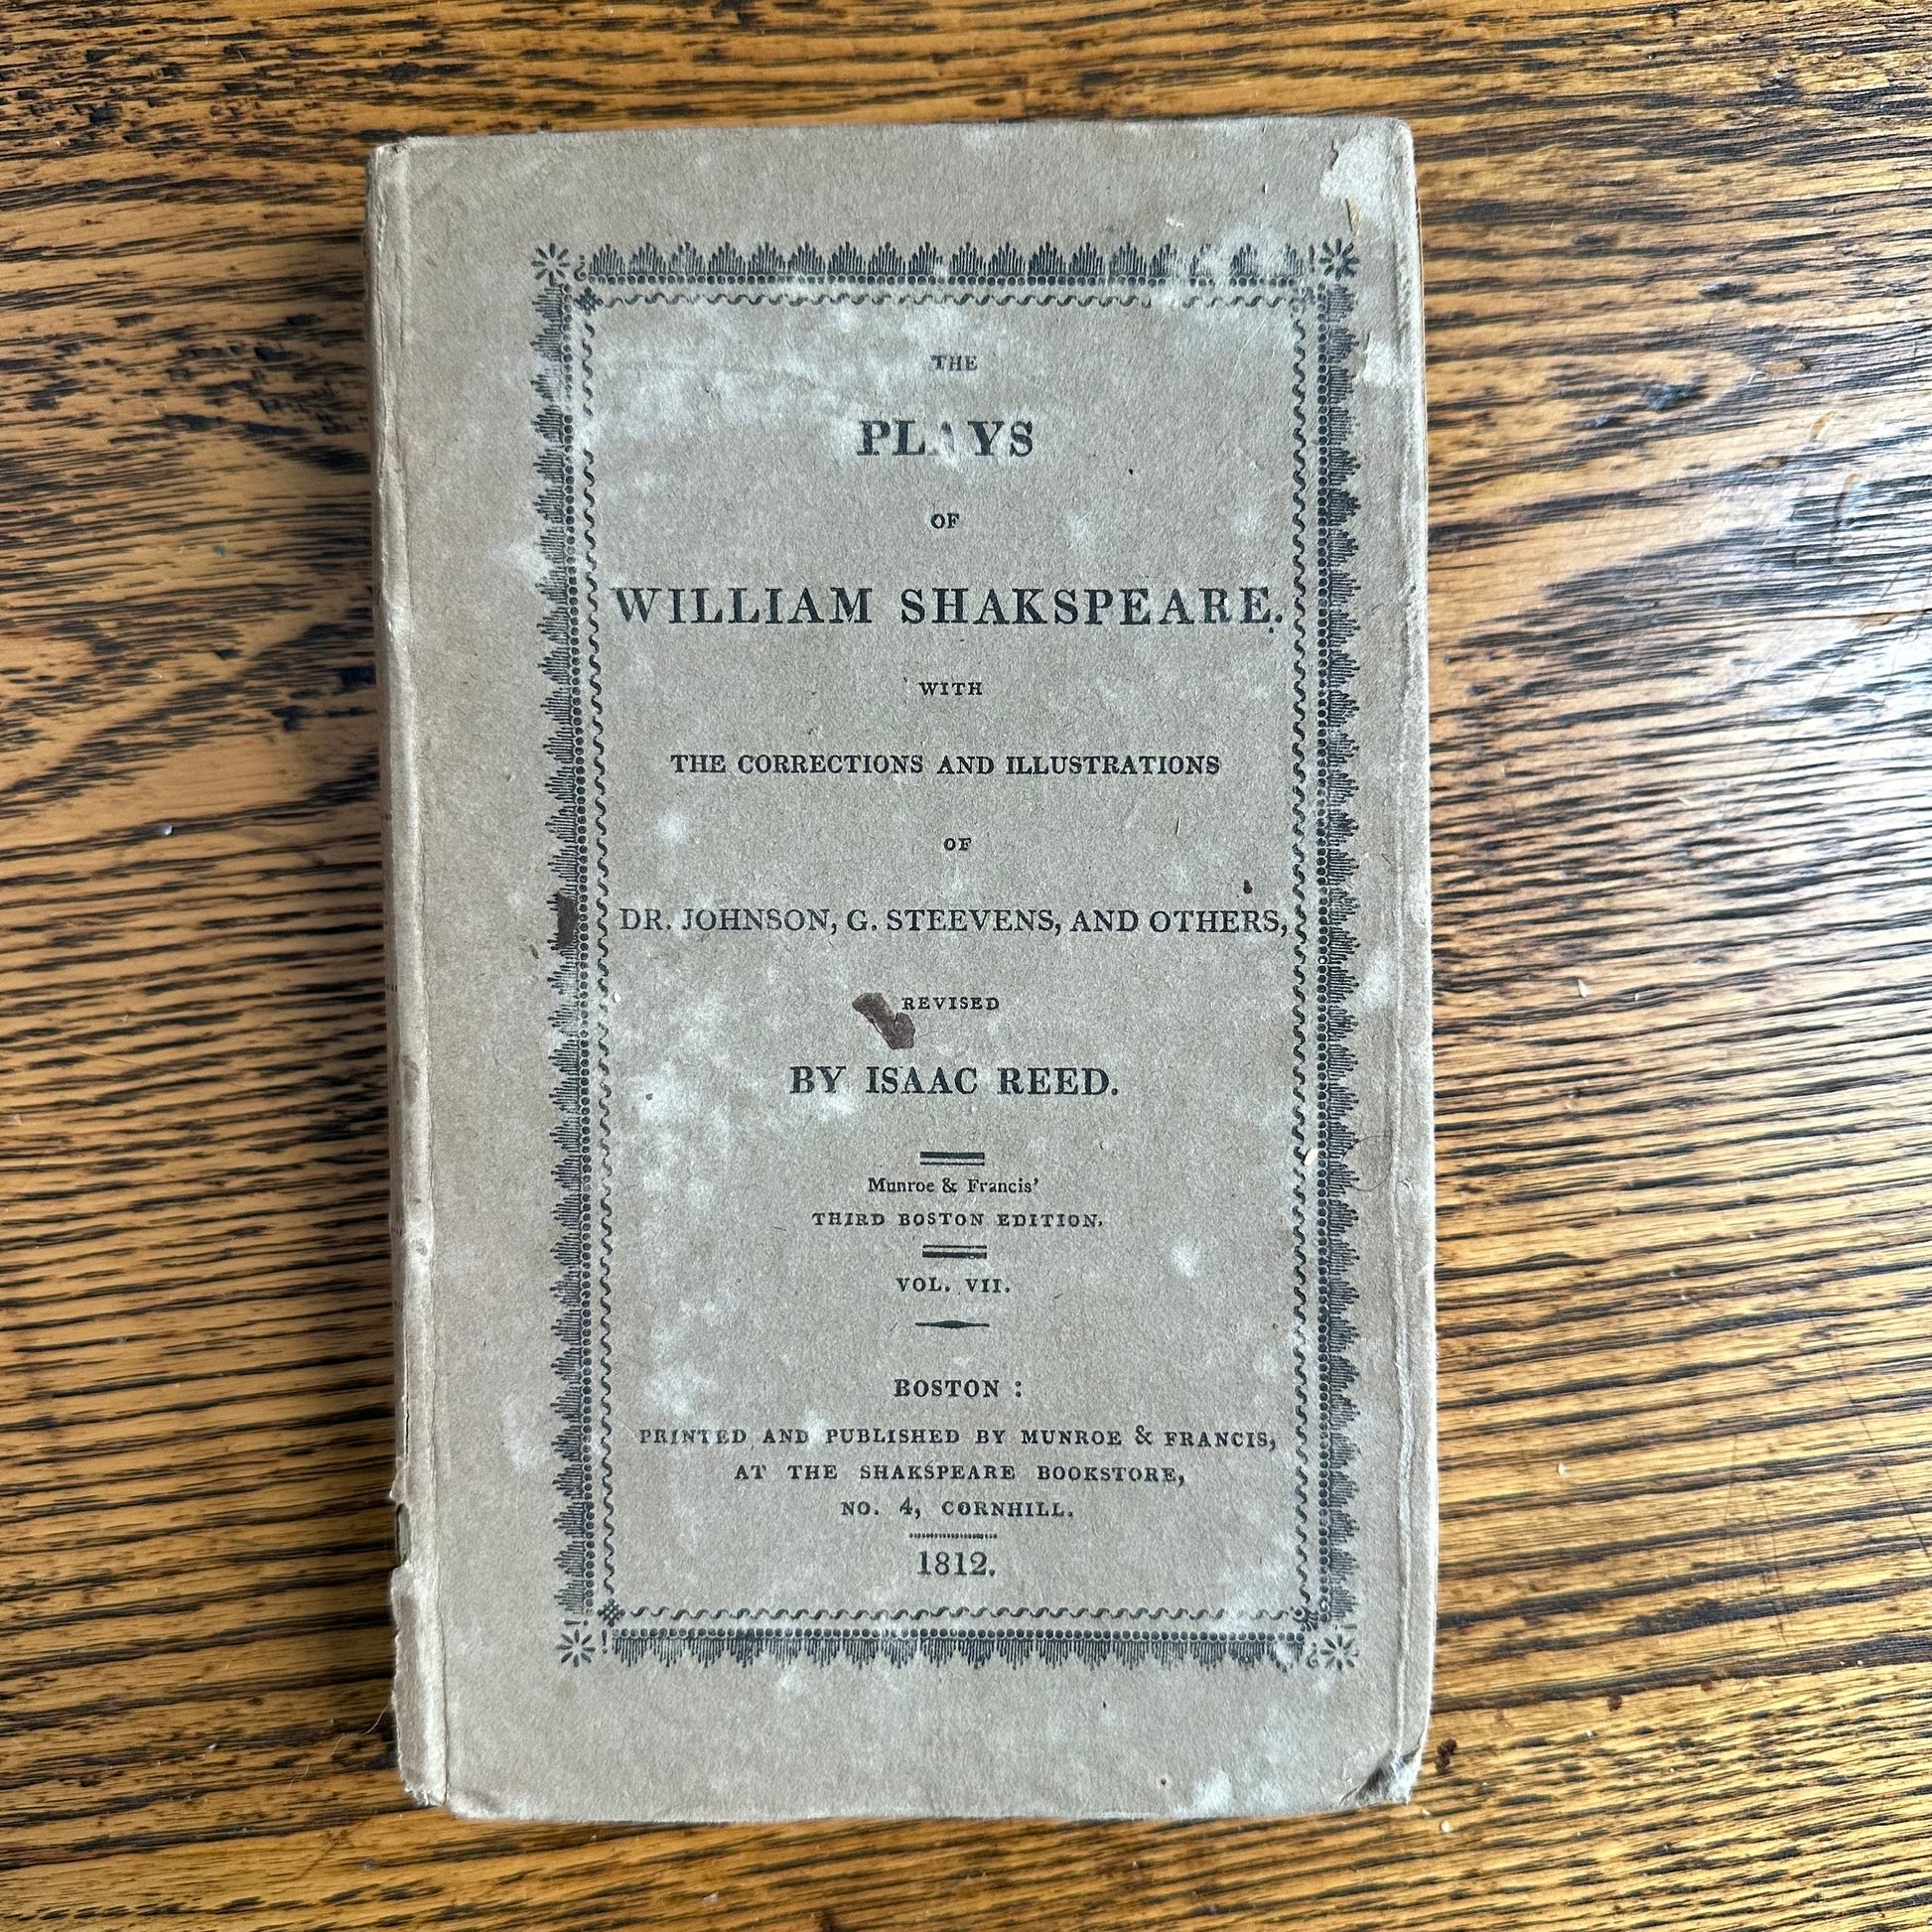 THE
PLAYS
OF
WILLIAM SHAKSPEARE.
WITH
THE CORRECTIONS AND ILLUSTRATIONS
OF
DR. JOHNSON, G. STEEVENS, AND OTHERS,
REVISED
BY ISAAC REED.
Munroe & Francis'
THIRD BOSTON EDITION.
VOL. VII.
BOSTON :
PRINTED AND PUBLISHED BY MUNROE & FRANCIS,
AT THE SHAKSPEARE BOOKSTORE,
NO. 4, CORNHILL.
1812.